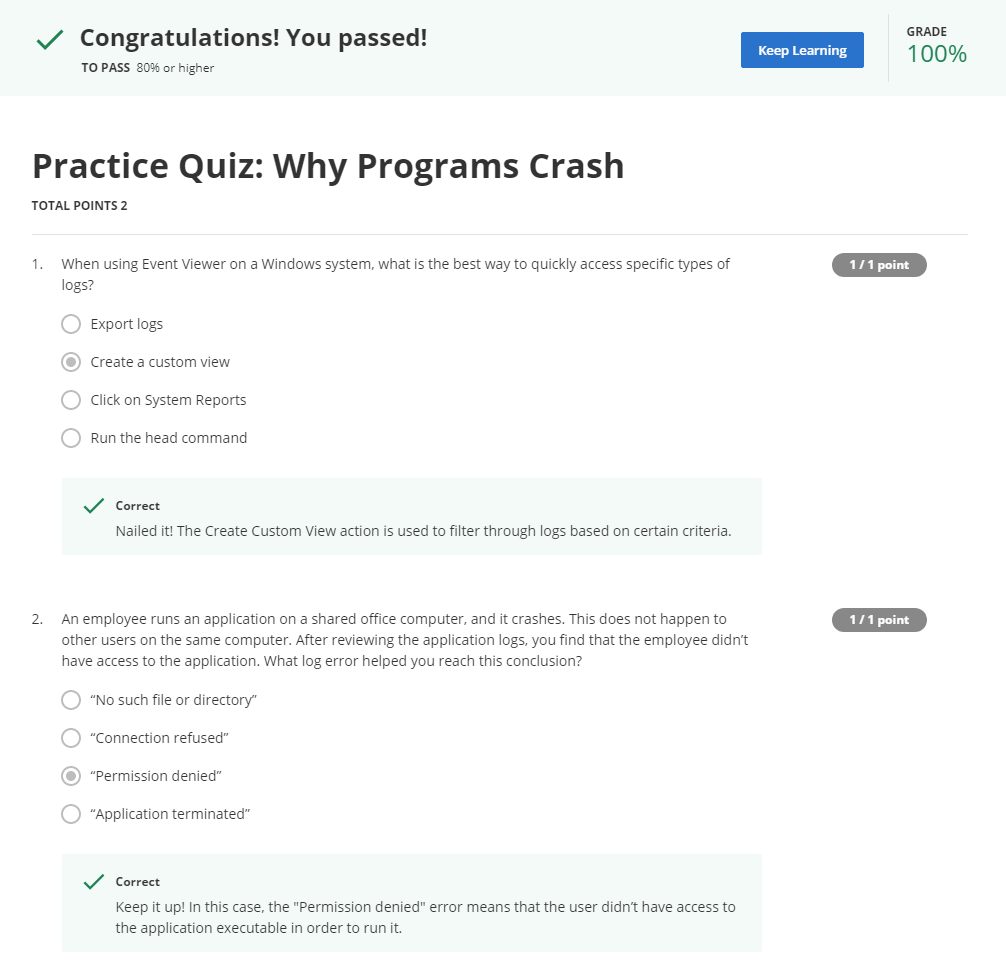 Congratulations! You passed!
TO PASS 80% or higher
Keep Learning
GRADE
100%
Practice Quiz: Why Programs Crash
TOTAL POINTS 2
1. When using Event Viewer on a Windows system, what is the best way to quickly access specific types of
logs?
1 / 1 point
Export logs
Create a custom view
Click on System Reports
Run the head command
Correct
Nailed it! The Create Custom View action is used to filter through logs based on certain criteria.
2. An employee runs an application on a shared office computer, and it crashes. This does not happen to
other users on the same computer. After reviewing the application logs, you find that the employee didn’t
have access to the application. What log error helped you reach this conclusion?
1 / 1 point
“No such file or directory”
“Connection refused”
“Permission denied”
“Application terminated”
Correct
Keep it up! In this case, the "Permission denied" error means that the user didn’t have access to
the application executable in order to run it.